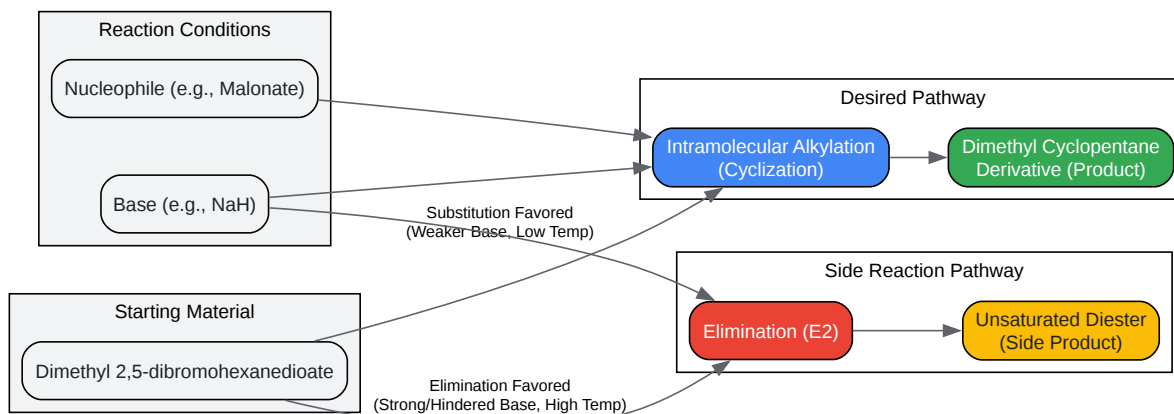 Reaction Conditions
Nucleophile (e.g., Malonate)
Base (e.g., NaH)
Starting Material
Dimethyl 2,5-dibromohexanedioate
Substitution Favored
(Weaker Base, Low Temp)
Elimination Favored
(Strong/Hindered Base, High Temp)
Desired Pathway
Intramolecular Alkylation
(Cyclization)
Dimethyl Cyclopentane
Derivative (Product)
Side Reaction Pathway
Elimination (E2)
Unsaturated Diester
(Side Product)